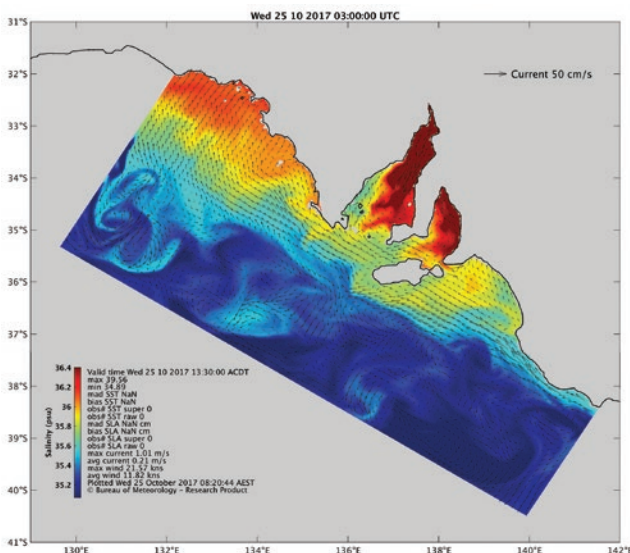 Wed 25 10 2017 03:00:00 UTC
31°S
32°S
33°S
34°S
35°S
36°S
37°S
38°S
39°S
40°S
41°S
Current 50 cm/s
36.4
36.2
36
35.8
35.6
35.4
35.2
Salinity (psu)
Valid time Wed 25 10 2017 13:30:00 ACDT
max 39.56
min 34.89
mad SST NaN
bias SST NaN
obs# SST super 0
obs# SST raw 0
mad SLA NaN cm
bias SLA NaN cm
obs# SLA super 0
obs# SLA raw 0
max current 1.01 m/s
avg current 0.21 m/s
max wind 21.57 kns
avg wind 11.82 kns
Plotted Wed 25 October 2017 08:20:44 AEST
© Bureau of Meteorology - Research Product
130°E
132°E
134°E
136°E
138°E
140°E
142°E